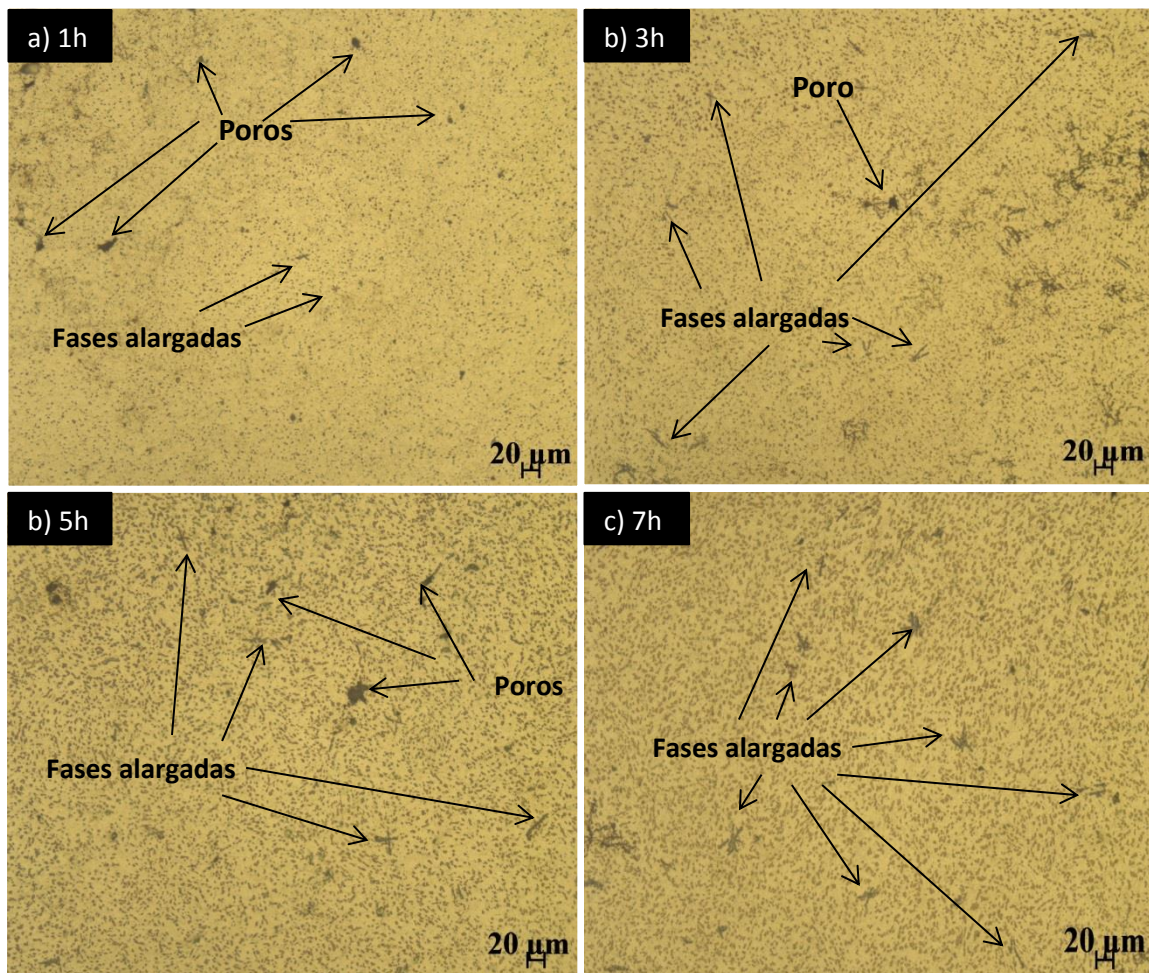 a) 1h
Poros
Fases alargadas
20 µm
b) 3h
Poro
Fases alargadas
20 µm
b) 5h
Poros
Fases alargadas
20 µm
c) 7h
Fases alargadas
20 µm